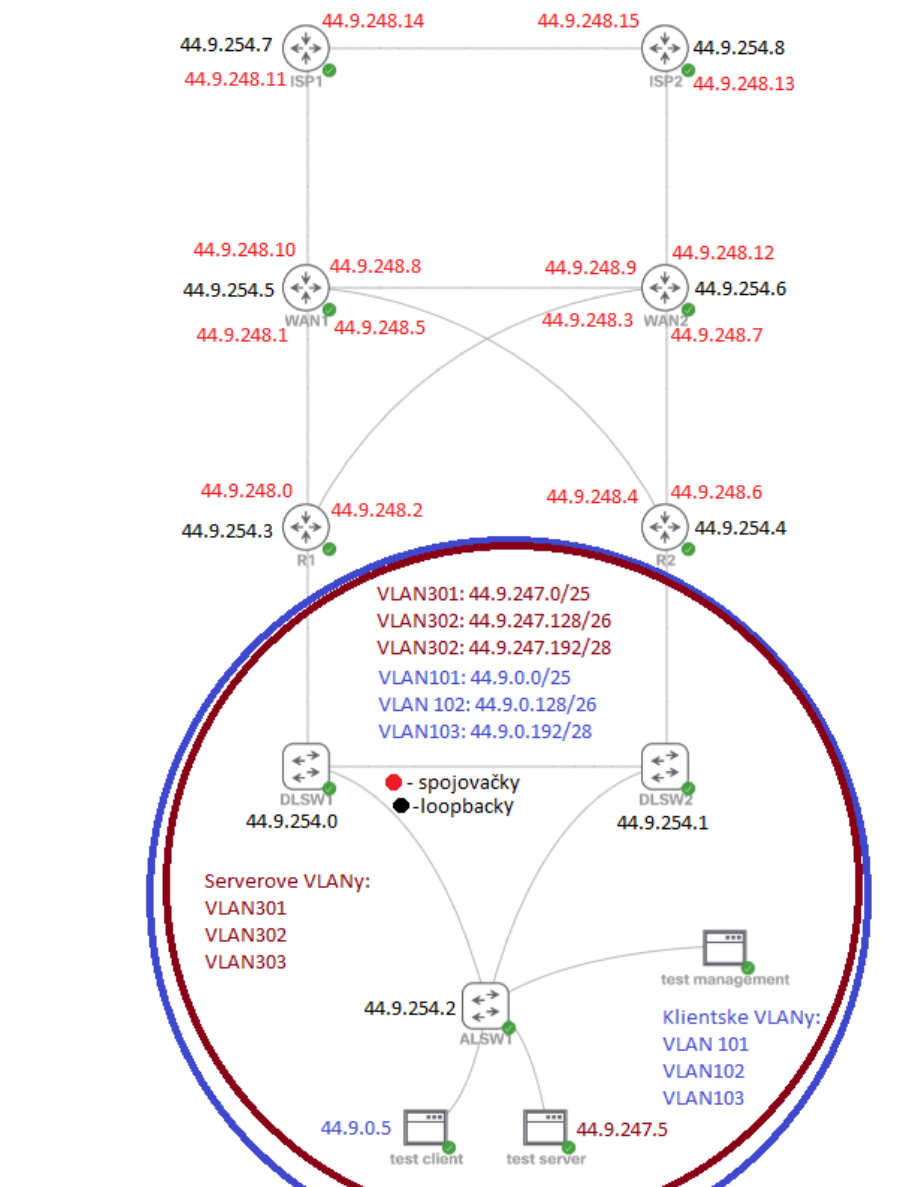 44.9.248.14
44.9.248.15
44.9.254.7
44.9.254.8
44.9.248.11
ISP1
ISP2
44.9.248.13
44.9.248.10
44.9.248.12
44.9.248.8
44.9.248.9
44.9.254.5
44.9.254.6
WAN1
44.9.248.5
44.9.248.3
WAN2
44.9.248.1
44.9.248.7
44.9.248.0
44.9.248.2
44.9.248.4
44.9.248.6
44.9.254.3
44.9.254.4
R1
R2
VLAN301: 44.9.247.0/25
VLAN302: 44.9.247.128/26
VLAN302: 44.9.247.192/28
VLAN101: 44.9.0.0/25
VLAN 102: 44.9.0.128/26
VLAN103: 44.9.0.192/28
- spojovačky
-loopbacky
DLSW1
DLSW2
44.9.254.0
44.9.254.1
Serverove VLANy:
VLAN301
VLAN302
VLAN303
test management
44.9.254.2
ALSW1
Klientske VLANy:
VLAN 101
VLAN102
VLAN103
44.9.0.5
test client
44.9.247.5
test server